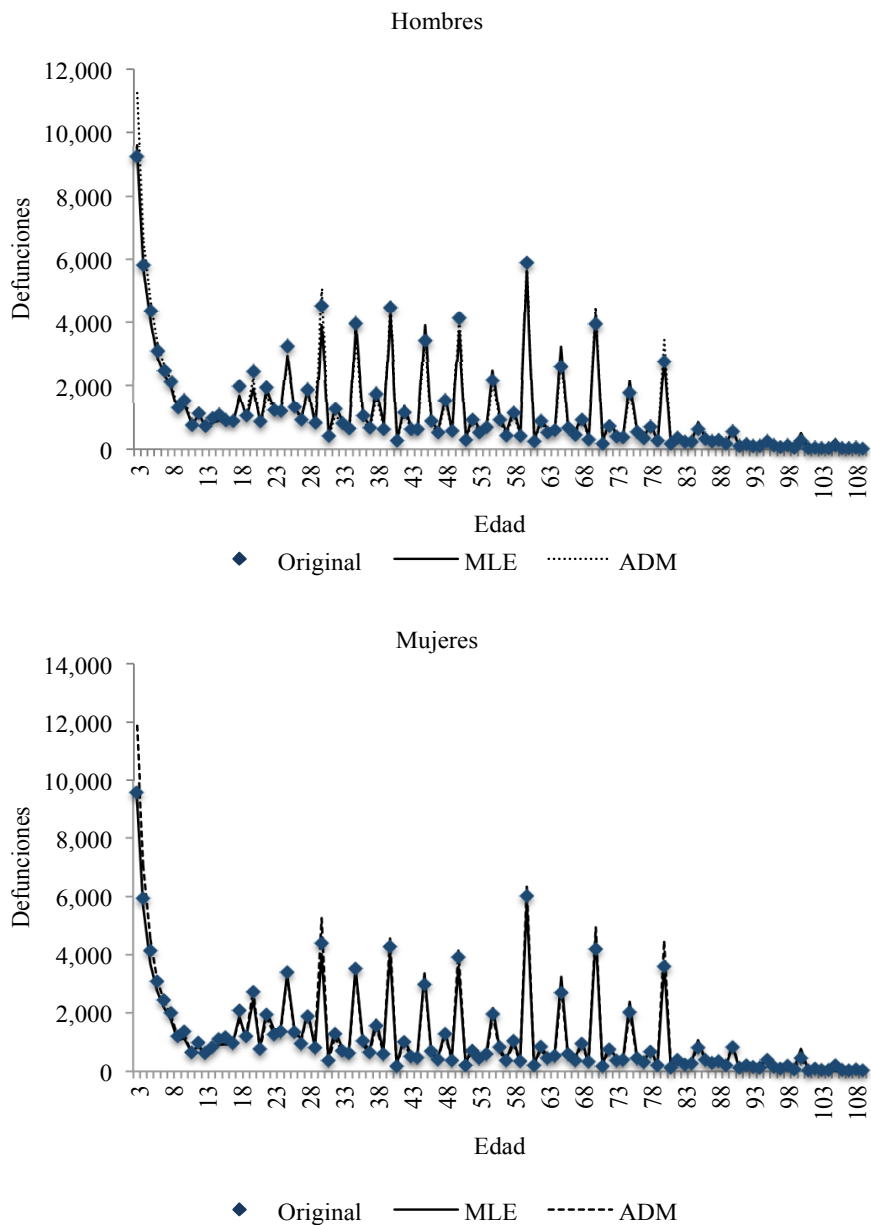 Hombres
12,000
10,000
8,000
6,000
4,000
2,000
0
Defunciones
3 8 13 18 23 28 33 38 43 48 53 58 63 68 73 78 83 88 93 98 103 108
Edad
Original MLE ADM
Mujeres
14,000
12,000
10,000
8,000
6,000
4,000
2,000
0
Defunciones
3 8 13 18 23 28 33 38 43 48 53 58 63 68 73 78 83 88 93 98 103 108
Edad
Original MLE ADM